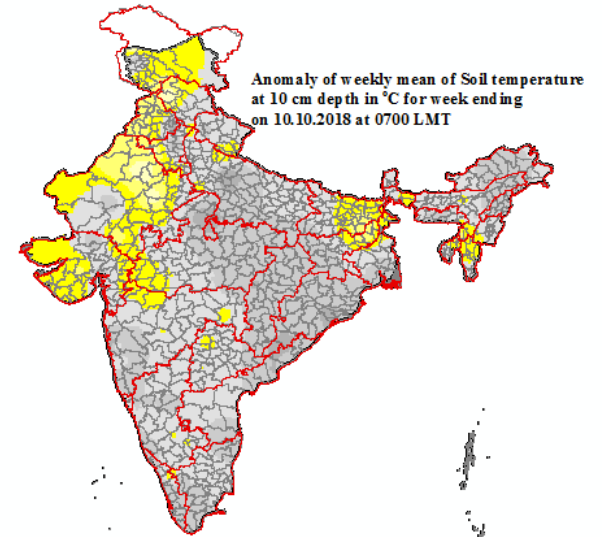 Anomaly of weekly mean of Soil temperature
at 10 cm depth in °C for week ending
on 10.10.2018 at 0700 LMT